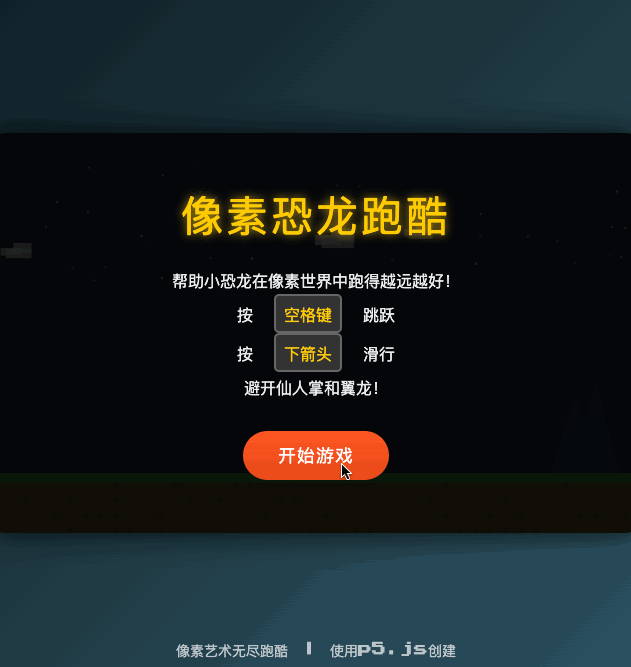 像素恐龙跑酷
帮助小恐龙在像素世界中跑得越远越好！
按 空格键 跳跃
按 下箭头 滑行
避开仙人掌和翼龙！
开始游戏
像素艺术无尽跑酷 | 使用p5.js创建